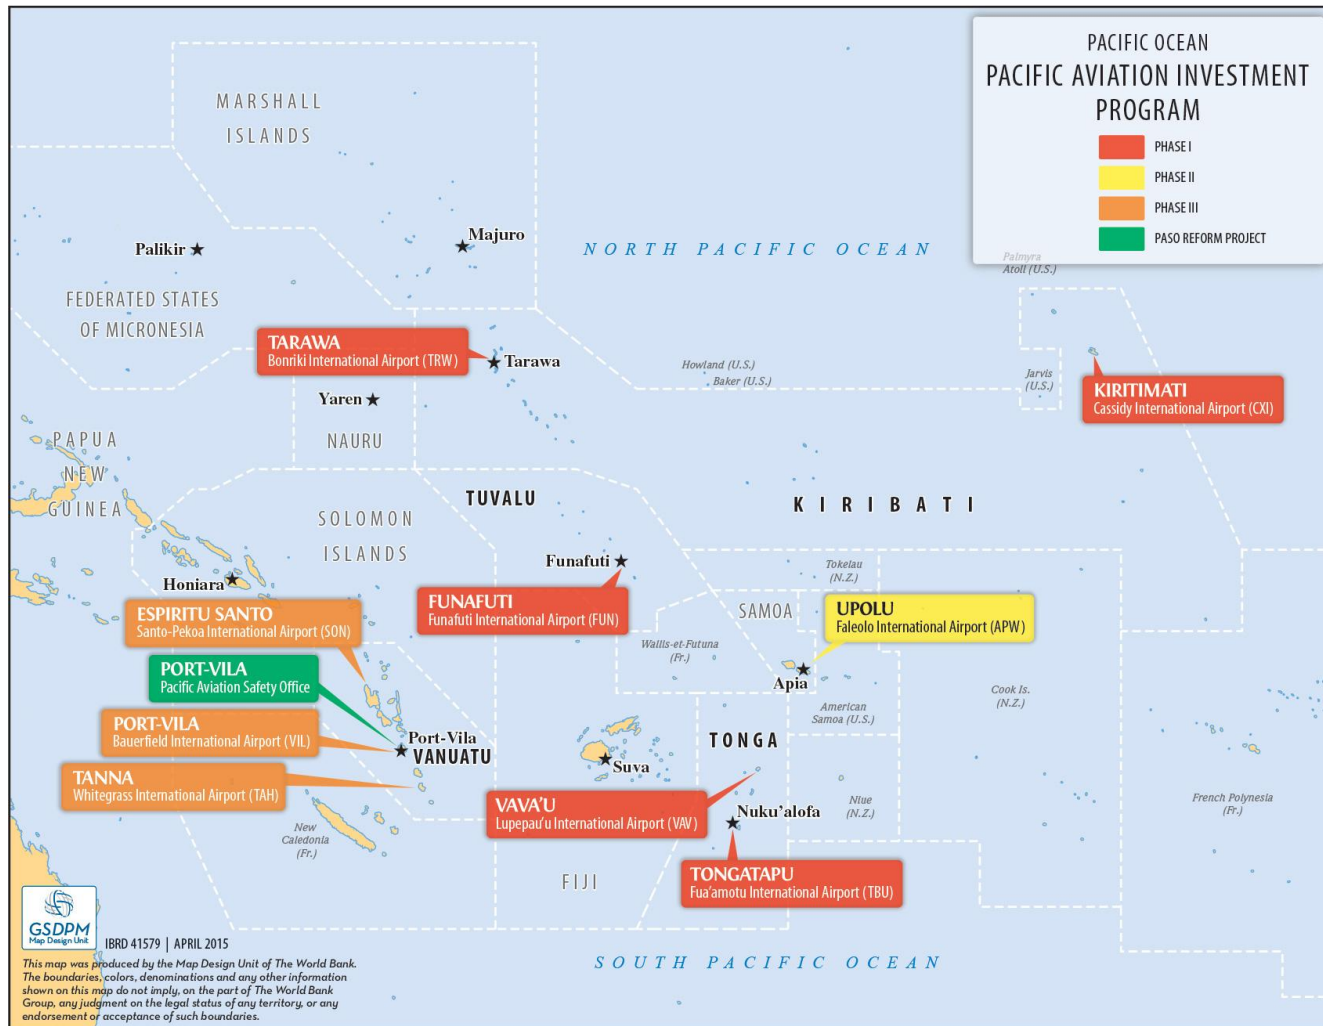 PACIFIC OCEAN
PACIFIC AVIATION INVESTMENT
PROGRAM
PHASE I
PHASE II
PHASE III
PASO REFORM PROJECT
MARSHALL
ISLANDS
Majuro
Palikir
NORTH PACIFIC OCEAN
Palmyra
Atoll (U.S.)
FEDERATED STATES
OF MICRONESIA
TARAWA
Bonriki International Airport (TRW)
Tarawa
Howland (U.S.)
Baker (U.S.)
Jarvis
(U.S.)
KIRITIMATI
Cassidy International Airport (CXI)
Yaren
NAURU
PAPUA
NEW
GUINEA
TUVALU
KIRIBATI
SOLOMON
ISLANDS
Honiara
Funafuti
FUNAFUTI
Funafuti International Airport (FUN)
Tokelau
(N.Z.)
SAMOA
UPOLU
Faleolo International Airport (APW)
ESPIRITU SANTO
Santo-Pekoa International Airport (SON)
Wallis-et-Futuna
(Fr.)
Apia
PORT-VILA
Pacific Aviation Safety Office
American
Samoa (U.S.)
Cook Is.
(N.Z.)
PORT-VILA
Bauerfield International Airport (VIL)
Port-Vila
VANUATU
TONGA
Suva
TANNA
Whitegrass International Airport (TAH)
VAVA'U
Lupepau'u International Airport (VAV)
Nuku'alofa
Niue
(N.Z.)
French Polynesia
(Fr.)
New
Caledonia
(Fr.)
FIJI
TONGATAPU
Fua'amotu International Airport (TBU)
GSDPM
Map Design Unit
IBRD 41579 | APRIL 2015
SOUTH PACIFIC OCEAN
This map was produced by the Map Design Unit of The World Bank.
The boundaries, colors, denominations and any other information
shown on this map do not imply, on the part of The World Bank
Group, any judgment on the legal status of any territory, or any
endorsement or acceptance of such boundaries.